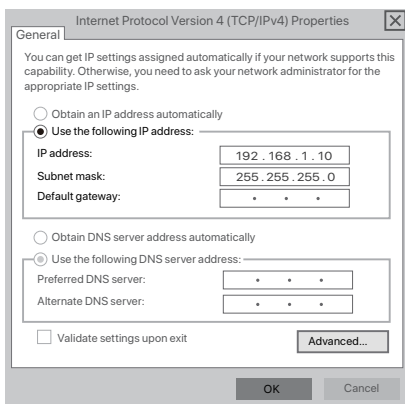 Internet Protocol Version 4 (TCP/IPv4) Properties
General
You can get IP settings assigned automatically if your network supports this
capability. Otherwise, you need to ask your network administrator for the
appropriate IP settings.
Obtain an IP address automatically
Use the following IP address:
IP address: 192 . 168 . 1 . 10
Subnet mask: 255 . 255 . 255 . 0
Default gateway: . . .
Obtain DNS server address automatically
Use the following DNS server address:
Preferred DNS server: . . .
Alternate DNS server: . . .
Validate settings upon exit
Advanced...
OK Cancel